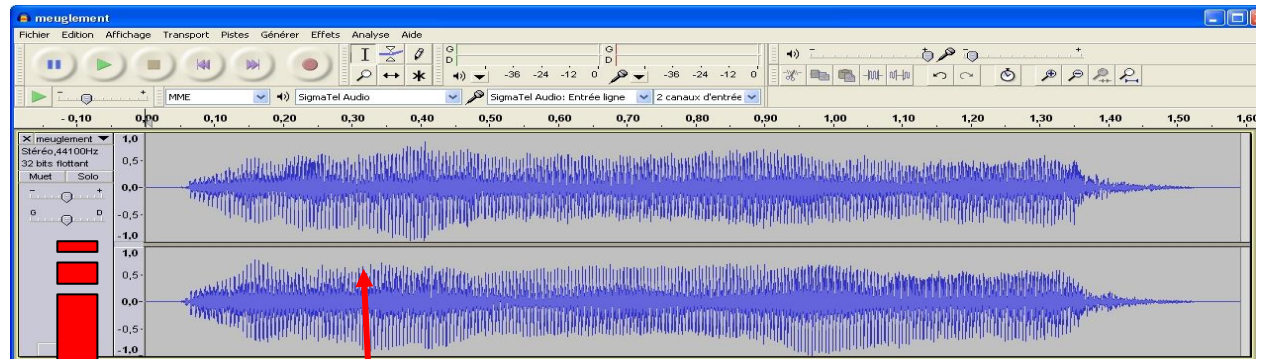 meuglement
Fichier Edition Affichage Transport Pistes Générer Effets Analyse Aide
G
D
-36 -24 -12 0
G
D
-36 -24 -12 0
- +
MME
SigmaTel Audio
SigmaTel Audio: Entrée ligne
2 canaux d'entrée
- 0,10 0,00 0,10 0,20 0,30 0,40 0,50 0,60 0,70 0,80 0,90 1,00 1,10 1,20 1,30 1,40 1,50 1,60
meuglement
Stéréo,44100Hz
32 bits flottant
Muet Solo
- +
G D
1,0
0,5-
0,0-
-0,5-
-1,0
1,0
0,5-
0,0-
-0,5-
-1,0